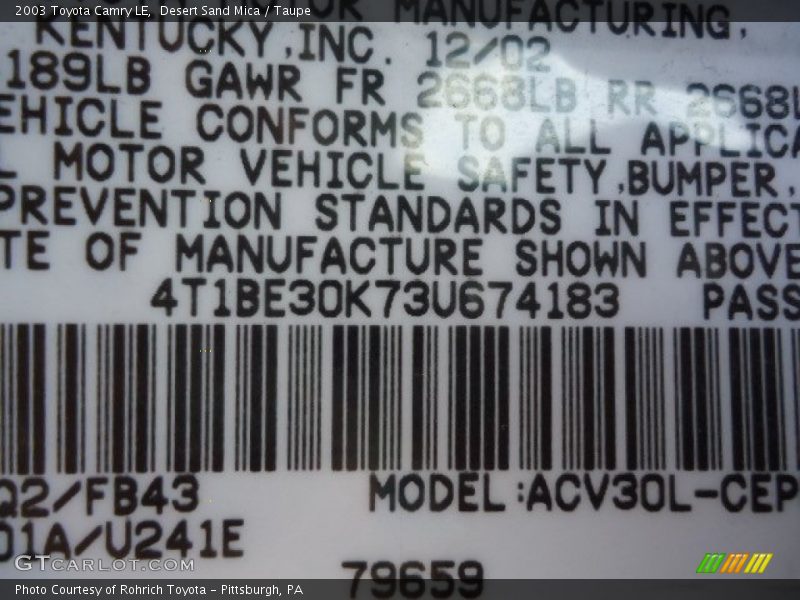 2003 Toyota Camry LE,  Desert Sand Mica / Taupe
OR MANUFACTURING,
KENTUCKY,INC. 12/02
189LB GAWR FR 2668LB RR 2668L
EHICLE CONFORMS TO ALL APPLICA
L MOTOR VEHICLE SAFETY,BUMPER,
PREVENTION STANDARDS IN EFFECT
TE OF MANUFACTURE SHOWN ABOVE
4T1BE30K73U674183 PASS
Q2/FB43 MODEL:ACV30L-CEP
01A/U241E
79659
GTCARLOT.COM
Photo Courtesy of Rohrich Toyota - Pittsburgh, PA